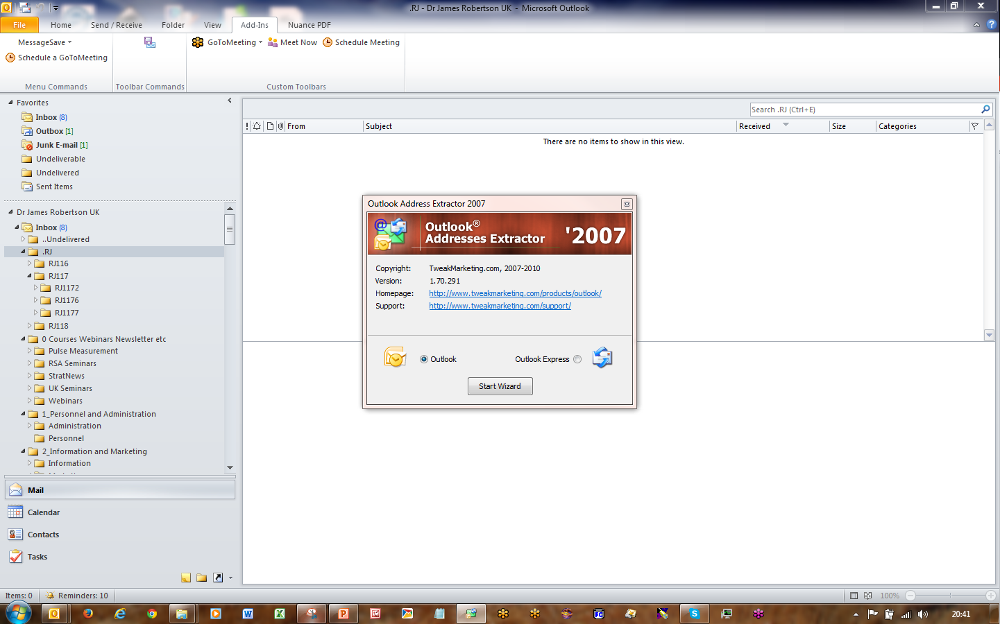 .RJ - Dr James Robertson UK - Microsoft Outlook
File Home Send / Receive Folder View Add-Ins Nuance PDF
MessageSave GoToMeeting Meet Now Schedule Meeting
Schedule a GoToMeeting
Menu Commands Toolbar Commands Custom Toolbars
Favorites
Inbox (8)
Outbox [1]
Junk E-mail [1]
Undeliverable
Undelivered
Sent Items
Dr James Robertson UK
Inbox (8)
..Undelivered
.RJ
RJ116
RJ117
RJ1172
RJ1176
RJ1177
RJ118
0 Courses Webinars Newsletter etc
Pulse Measurement
RSA Seminars
StratNews
UK Seminars
Webinars
1_Personnel and Administration
Administration
Personnel
2_Information and Marketing
Information
Mail
Calendar
Contacts
Tasks
Search .RJ (Ctrl+E)
! From Subject Received Size Categories
There are no items to show in this view.
Outlook Address Extractor 2007
Outlook®
Addresses Extractor '2007
Copyright: TweakMarketing.com, 2007-2010
Version: 1.70.291
Homepage: http://www.tweakmarketing.com/products/outlook/
Support: http://www.tweakmarketing.com/support/
Outlook Outlook Express
Start Wizard
Items: 0 Reminders: 10 100%
20:41